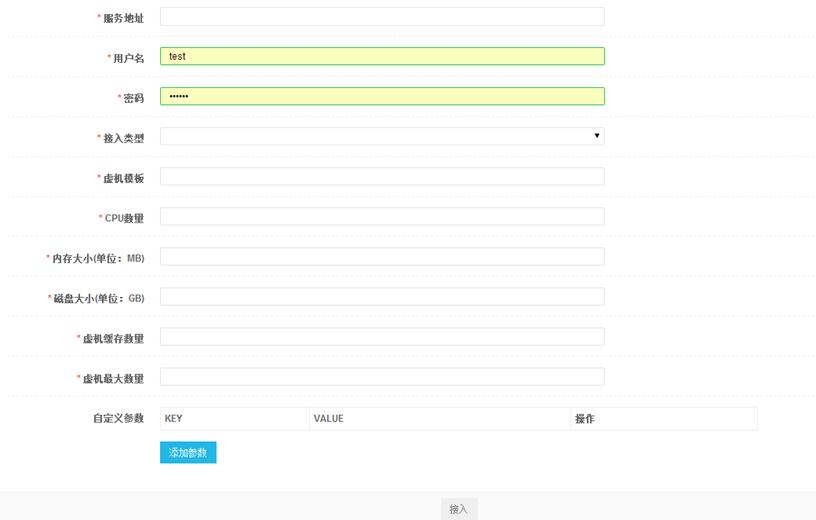 * 服务地址
* 用户名 test
* 密码 ••••••
* 接入类型
* 虚机模板
* CPU数量
* 内存大小(单位：MB)
* 磁盘大小(单位：GB)
* 虚机缓存数量
* 虚机最大数量
自定义参数 KEY VALUE 操作
添加参数
接入